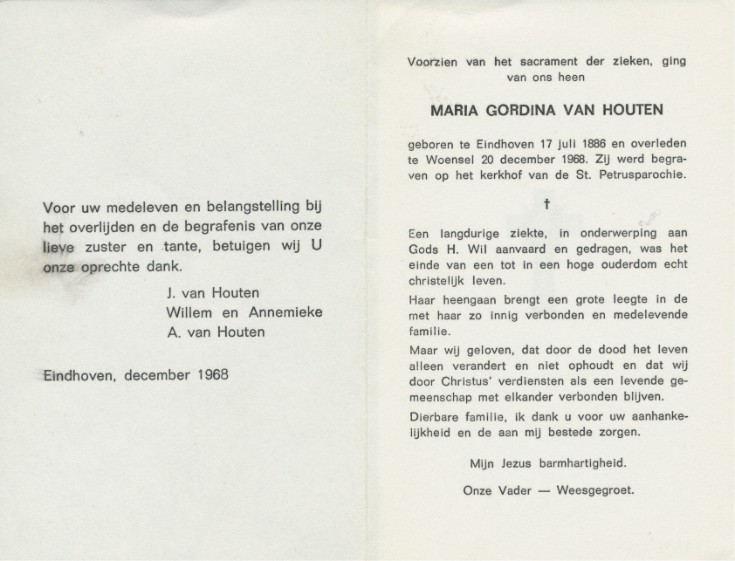 Voor uw medeleven en belangstelling bij
het overlijden en de begrafenis van onze
lieve zuster en tante, betuigen wij U
onze oprechte dank.
J. van Houten
Willem en Annemieke
A. van Houten
Eindhoven, december 1968
Voorzien van het sacrament der zieken, ging
van ons heen
MARIA GORDINA VAN HOUTEN
geboren te Eindhoven 17 juli 1886 en overleden
te Woensel 20 december 1968. Zij werd begra-
ven op het kerkhof van de St. Petrusparochie.
Een langdurige ziekte, in onderwerping aan
Gods H. Wil aanvaard en gedragen, was het
einde van een tot in een hoge ouderdom echt
christelijk leven.
Haar heengaan brengt een grote leegte in de
met haar zo innig verbonden en medelevende
familie.
Maar wij geloven, dat door de dood het leven
alleen verandert en niet ophoudt en dat wij
door Christus' verdiensten als een levende ge-
meenschap met elkander verbonden blijven.
Dierbare familie, ik dank u voor uw aanhanke-
lijkheid en de aan mij bestede zorgen.
Mijn Jezus barmhartigheid.
Onze Vader — Weesgegroet.